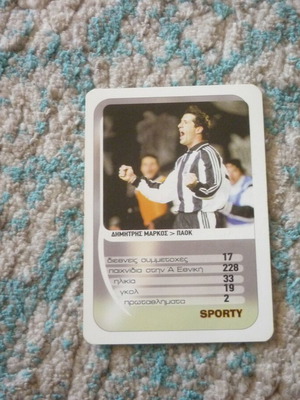 ΔΗΜΗΤΡΗΣ ΜΑΡΚΟΣ > ΠΑΟΚ
διεθνείς συμμετοχές 17
παιχνίδια στην Α Εθνική 228
ηλικία 33
γκολ 19
πρωταθλήματα 2
SPORTY